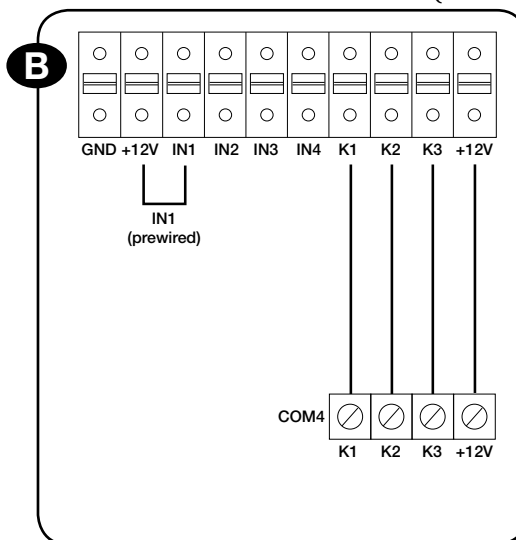 B
GND +12V IN1 IN2 IN3 IN4 K1 K2 K3 +12V
IN1
(prewired)
COM4
K1 K2 K3 +12V